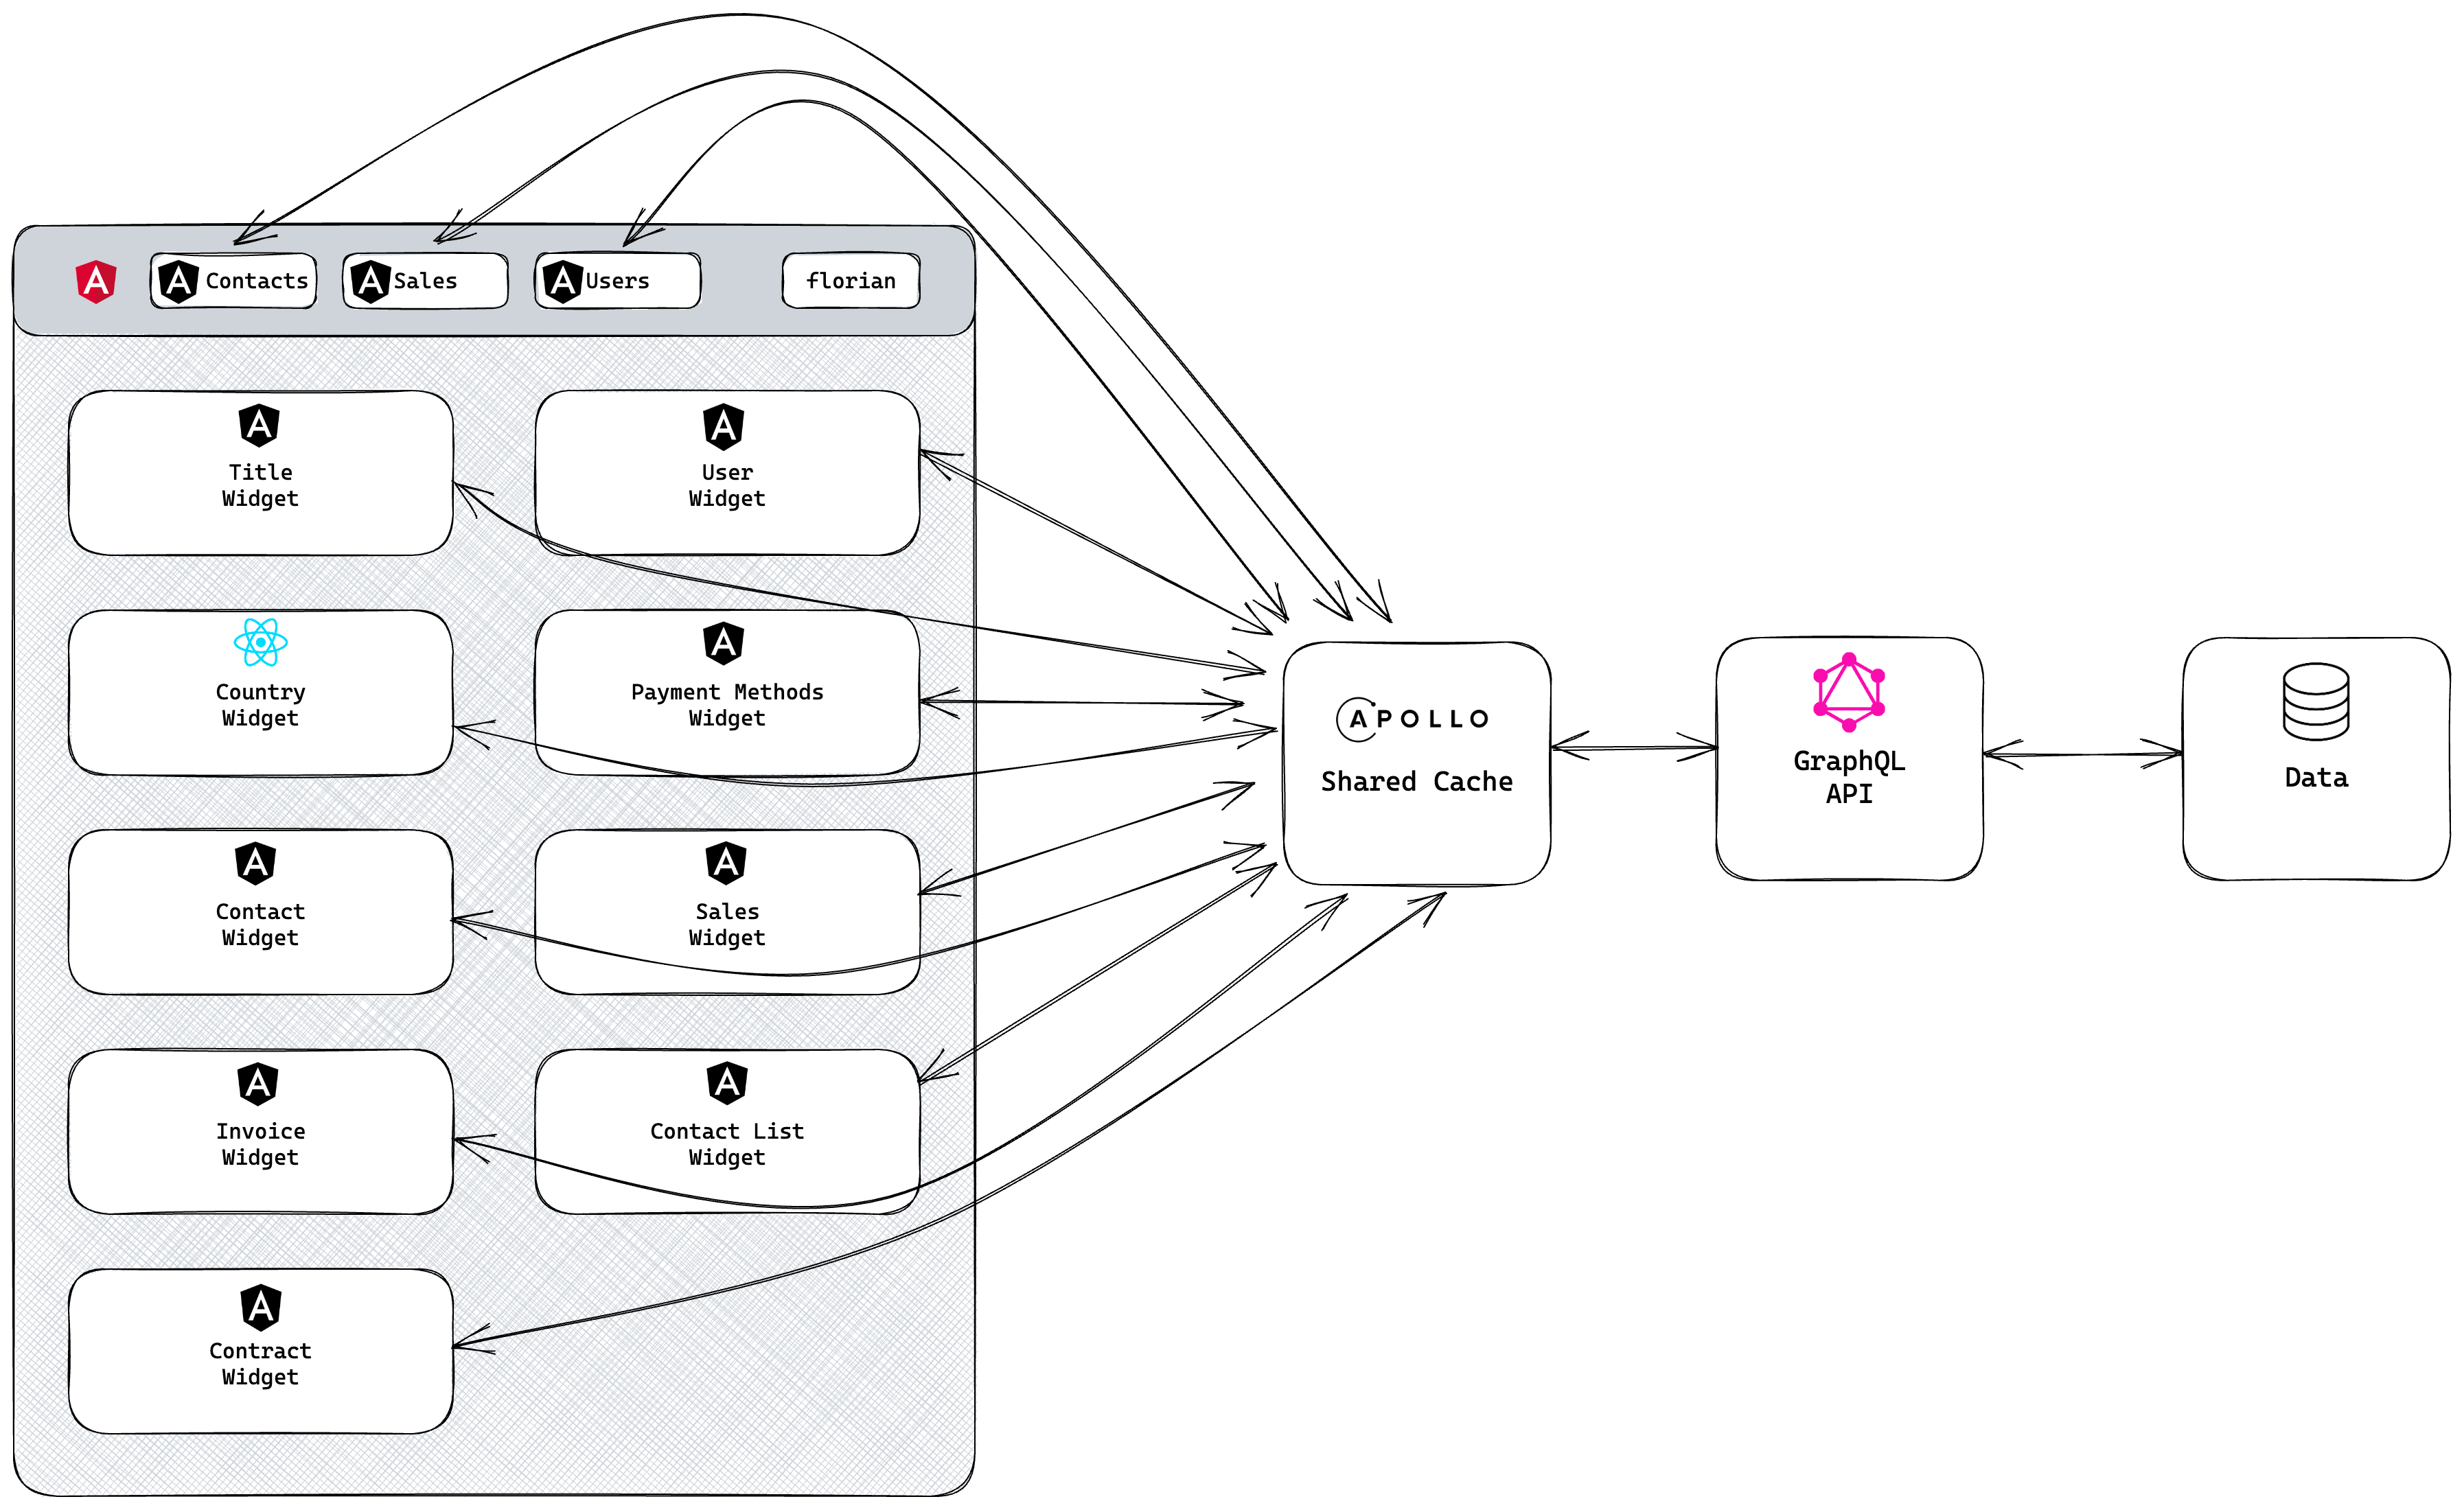 Contacts
Sales
Users
florian
Title
Widget
User
Widget
Country
Widget
Payment Methods
Widget
Contact
Widget
Sales
Widget
Invoice
Widget
Contact List
Widget
Contract
Widget
APOLLO
Shared Cache
GraphQL
API
Data